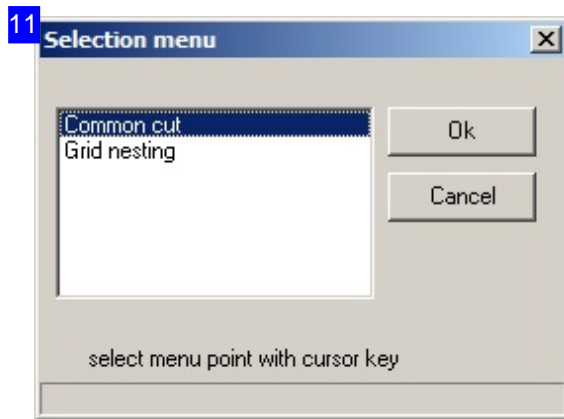 11
Selection menu
Common cut
Grid nesting
Ok
Cancel
select menu point with cursor key